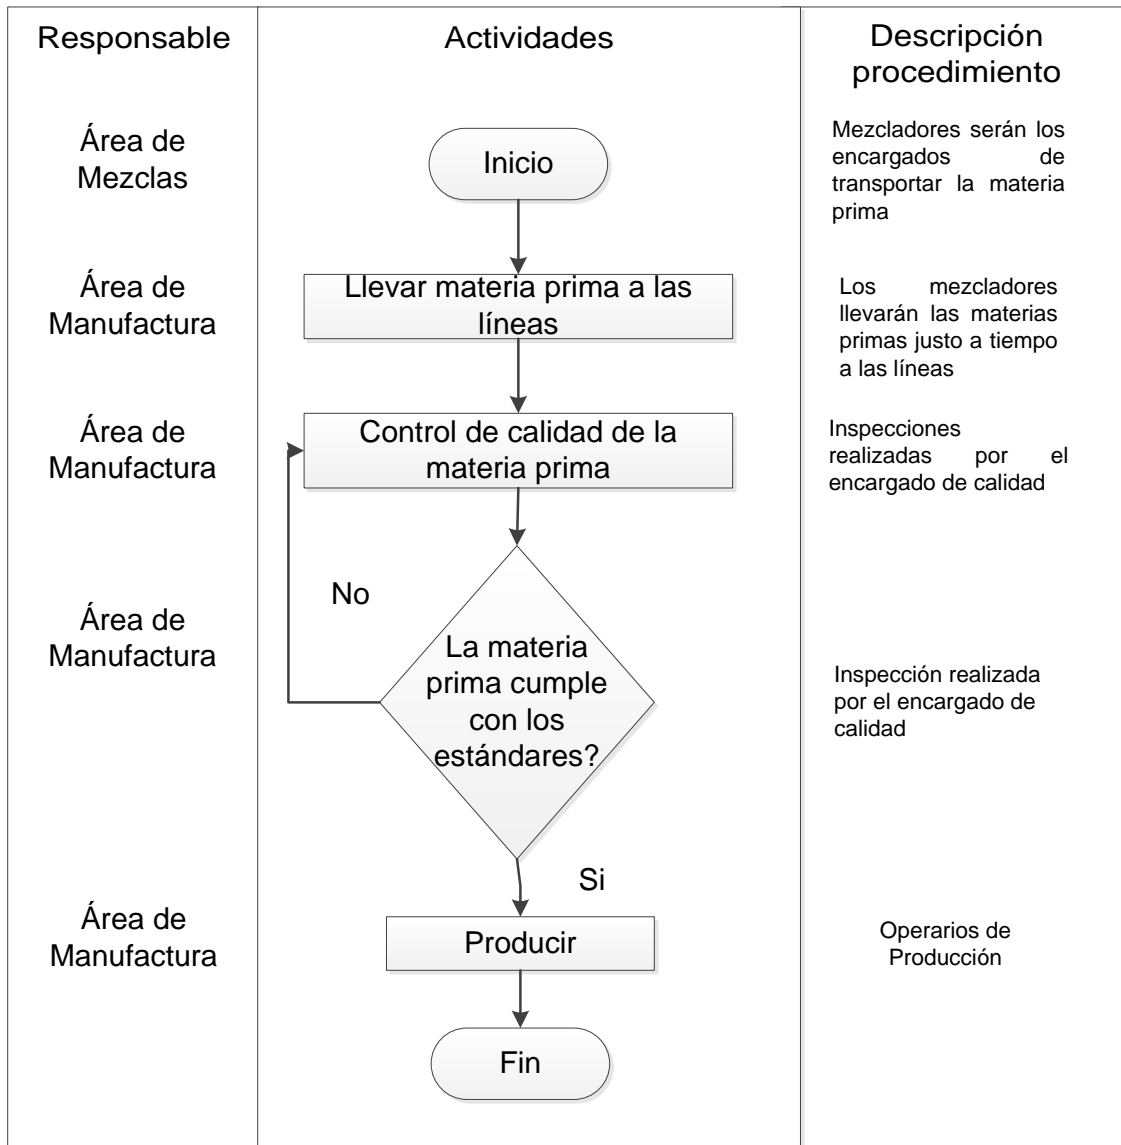 Responsable
Actividades
Descripción
procedimiento
Área de
Mezclas
Inicio
Mezcladores serán los
encargados de
transportar la materia
prima
Área de
Manufactura
Llevar materia prima a las
líneas
Los mezcladores
llevarán las materias
primas justo a tiempo
a las líneas
Área de
Manufactura
Control de calidad de la
materia prima
Inspecciones
realizadas por el
encargado de calidad
No
Área de
Manufactura
La materia
prima cumple
con los
estándares?
Inspección realizada
por el encargado de
calidad
Si
Área de
Manufactura
Producir
Operarios de
Producción
Fin